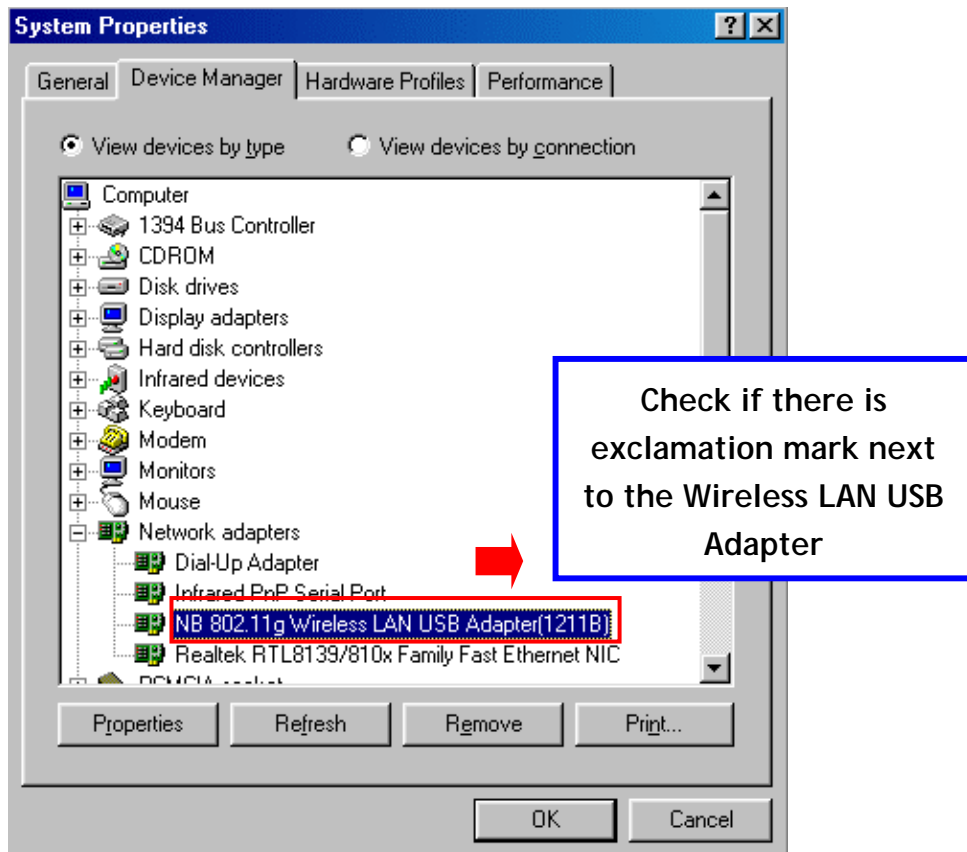 System Properties
General Device Manager Hardware Profiles Performance
View devices by type View devices by connection
Computer
1394 Bus Controller
CDROM
Disk drives
Display adapters
Hard disk controllers
Infrared devices
Keyboard
Modem
Monitors
Mouse
Network adapters
Dial-Up Adapter
Infrared PnP Serial Port
NB 802.11g Wireless LAN USB Adapter(1211B)
Realtek RTL8139/810x Family Fast Ethernet NIC
PCMCIA socket
Check if there is
exclamation mark next
to the Wireless LAN USB
Adapter
Properties Refresh Remove Print...
OK Cancel